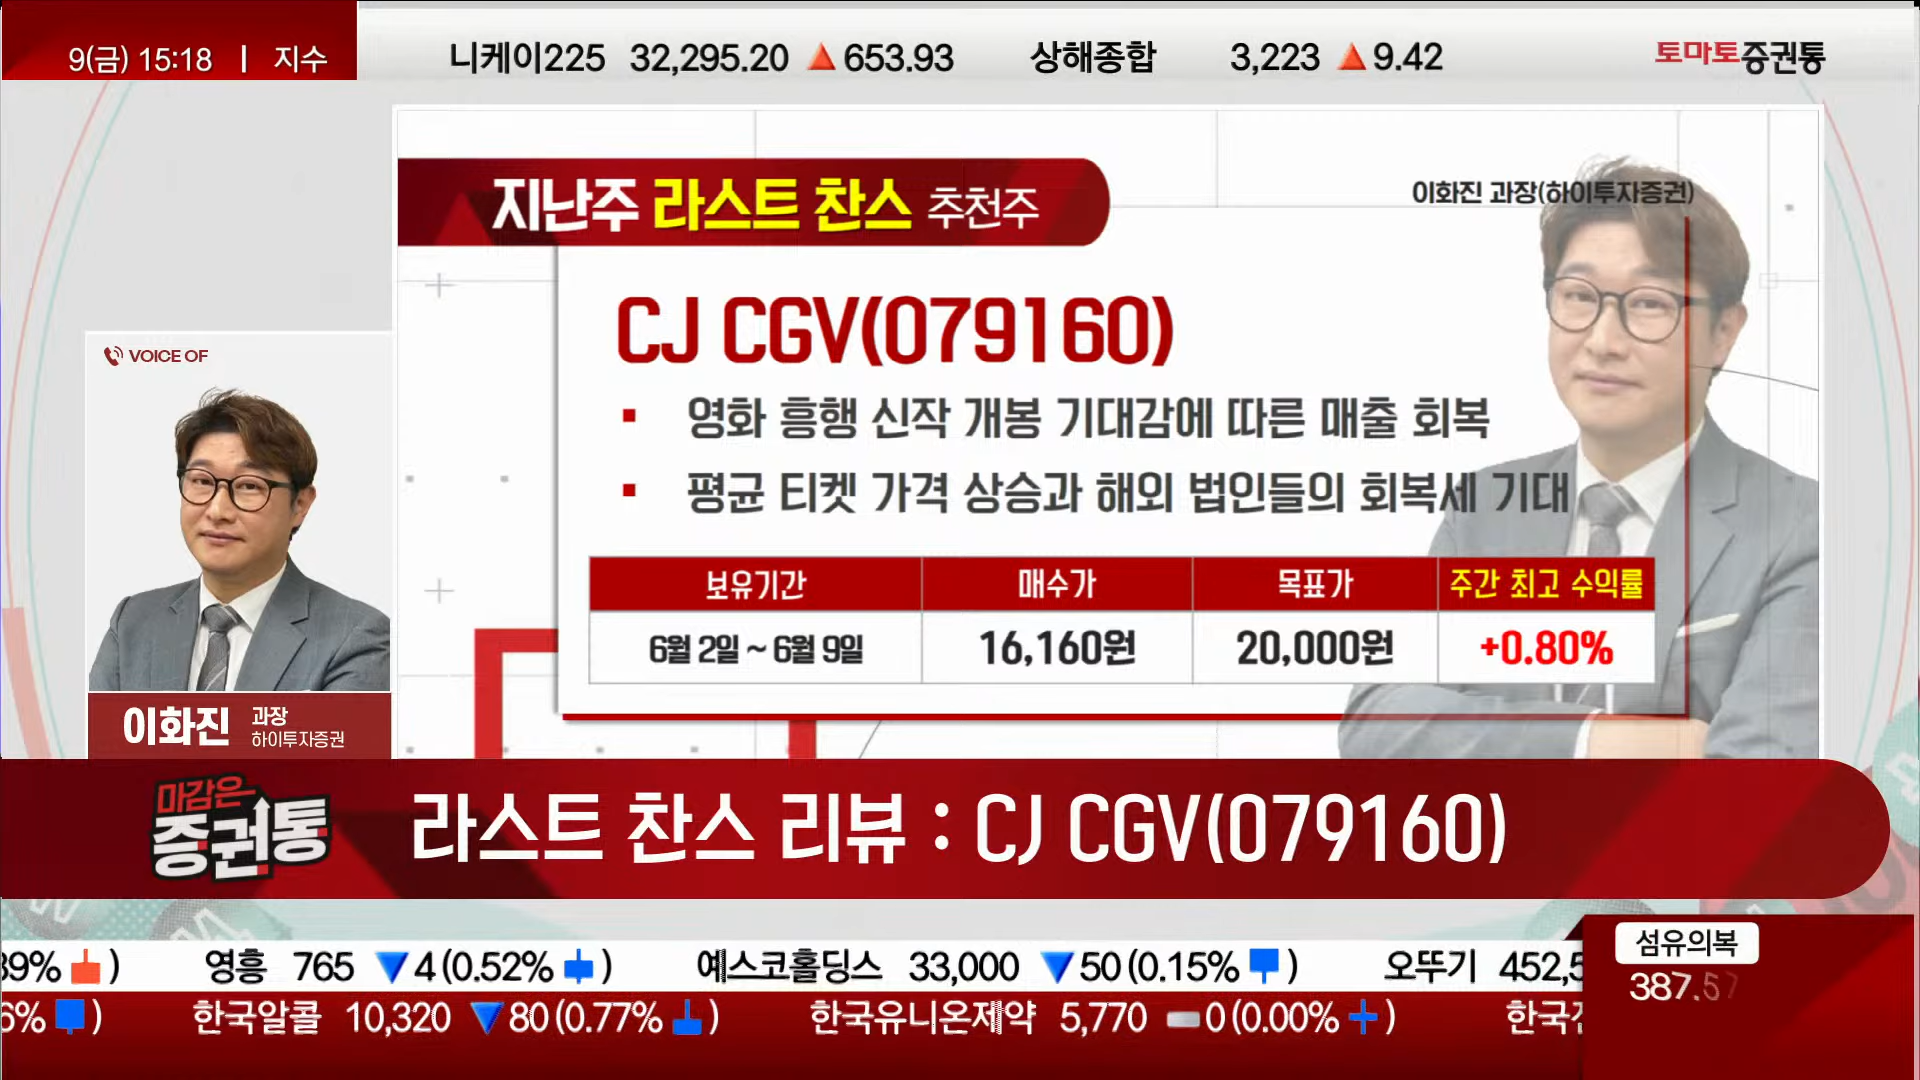 9(금) 15:18 | 지수
니케이225 32,295.20 ▲ 653.93 상해종합 3,223 ▲ 9.42
토마토증권통
지난주 라스트 찬스 추천주
이화진 과장(하이투자증권)
CJ CGV(079160)
▪ 영화 흥행 신작 개봉 기대감에 따른 매출 회복
▪ 평균 티켓 가격 상승과 해외 법인들의 회복세 기대
보유기간 매수가 목표가 주간 최고 수익률
6월 2일 ~ 6월 9일 16,160원 20,000원 +0.80%
VOICE OF
이화진 과장
하이투자증권
마감은
증권통
라스트 찬스 리뷰 : CJ CGV(079160)
39% ) 영흥 765 ▼4(0.52% ) 예스코홀딩스 33,000 ▼50(0.15% ) 오뚜기 452,5
6% ) 한국알콜 10,320 ▼80(0.77% ) 한국유니온제약 5,770 0(0.00% ) 한국
섬유의복
387.57